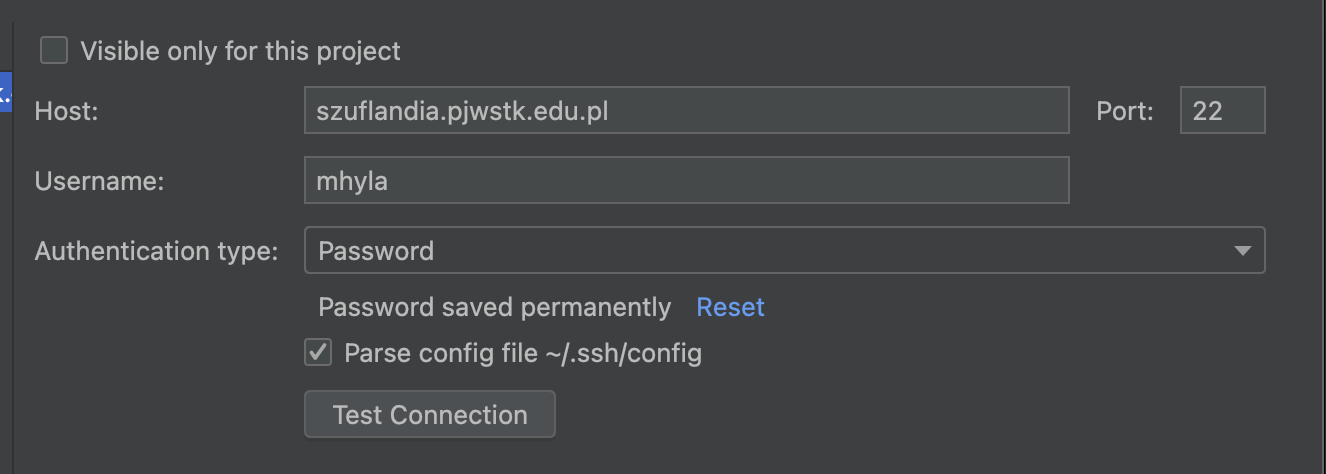 Visible only for this project
Host: szuflandia.pjwstk.edu.pl Port: 22
Username: mhyla
Authentication type: Password
Password saved permanently Reset
Parse config file ~/.ssh/config
Test Connection